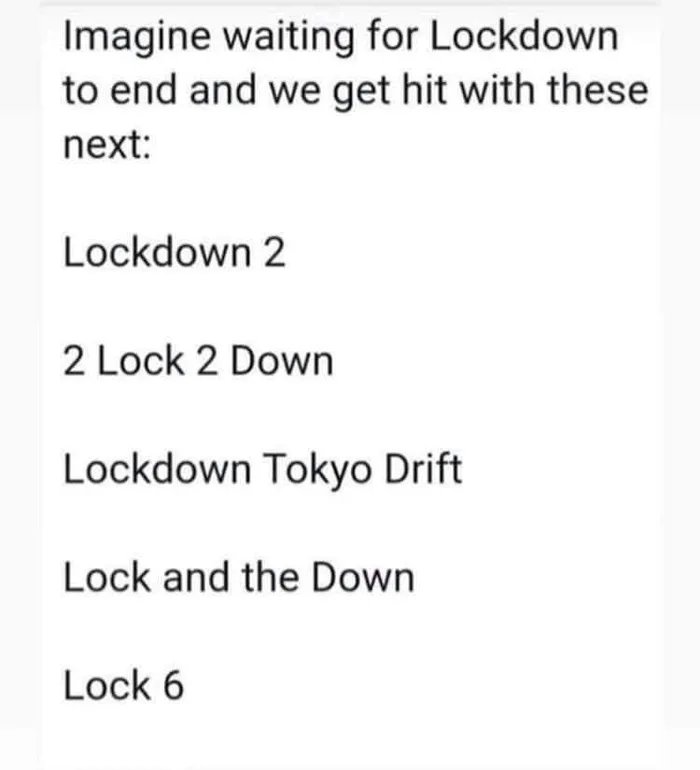 Imagine waiting for Lockdown
to end and we get hit with these
next:
Lockdown 2
2 Lock 2 Down
Lockdown Tokyo Drift
Lock and the Down
Lock 6